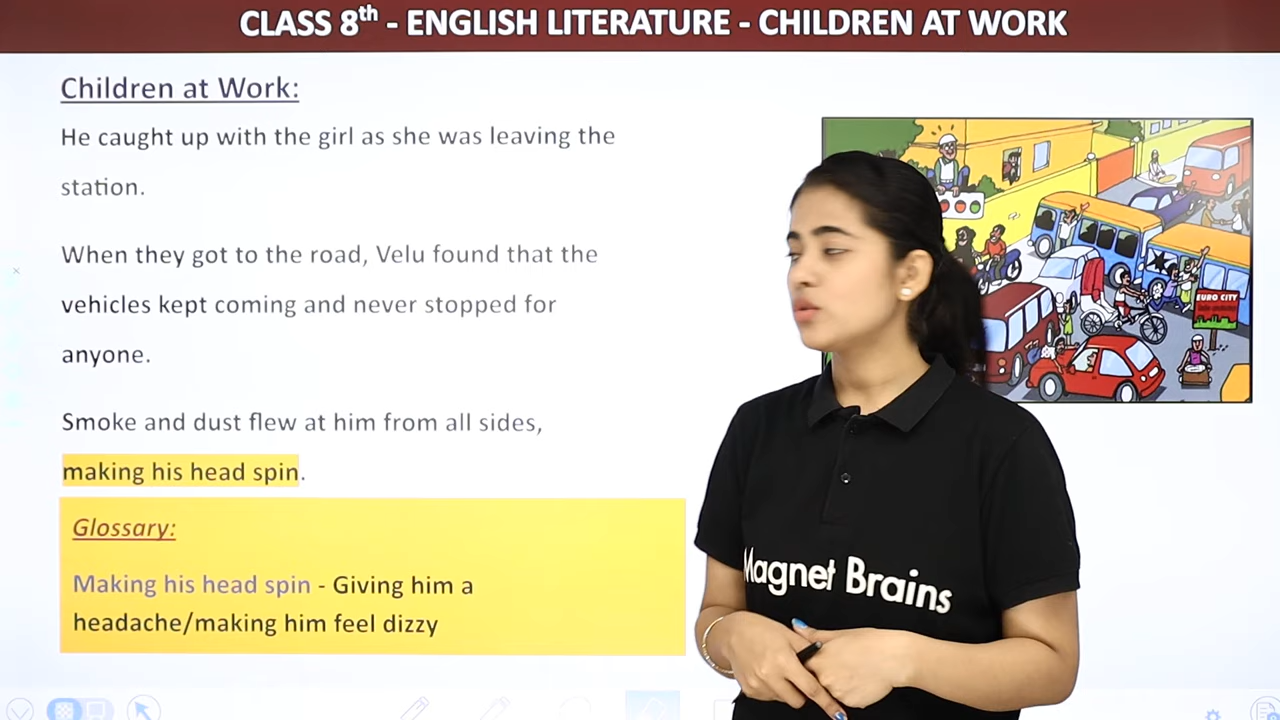 CLASS 8th - ENGLISH LITERATURE - CHILDREN AT WORK
Children at Work:
He caught up with the girl as she was leaving the
station.
When they got to the road, Velu found that the
vehicles kept coming and never stopped for
anyone.
Smoke and dust flew at him from all sides,
making his head spin.
Glossary:
Making his head spin - Giving him a
headache/making him feel dizzy
EURO CITY
Magnet Brains